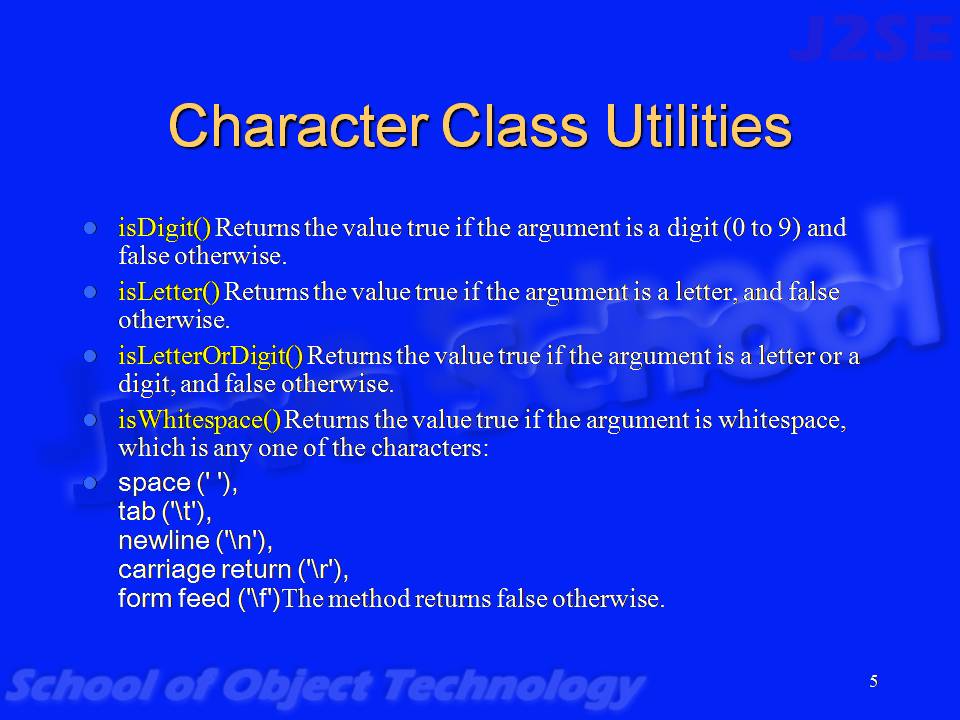 J2SE
Character Class Utilities
isDigit() Returns the value true if the argument is a digit (0 to 9) and
false otherwise.
isLetter() Returns the value true if the argument is a letter, and false
otherwise.
isLetterOrDigit() Returns the value true if the argument is a letter or a
digit, and false otherwise.
isWhitespace() Returns the value true if the argument is whitespace,
which is any one of the characters:
space (' '),
tab ('\t'),
newline ('\n'),
carriage return ('\r'),
form feed ('\f')The method returns false otherwise.
Java School
School of Object Technology
5